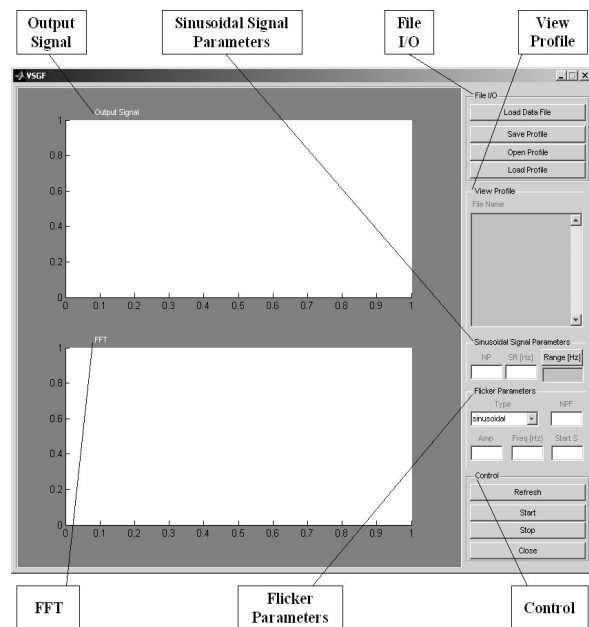 Output
Signal
Sinusoidal Signal
Parameters
File
I/O
View
Profile
VSGF
Output Signal
1
0.8
0.6
0.4
0.2
0
0 0.1 0.2 0.3 0.4 0.5 0.6 0.7 0.8 0.9 1
FFT
1
0.8
0.6
0.4
0.2
0
0 0.1 0.2 0.3 0.4 0.5 0.6 0.7 0.8 0.9 1
File I/O
Load Data File
Save Profile
Open Profile
Load Profile
View Profile
File Name
Sinusoidal Signal Parameters
NP SR [Hz] Range [Hz]
Flicker Parameters
Type NPF
sinusoidal
Amp Freq [Hz] Start S
Control
Refresh
Start
Stop
Close
FFT
Flicker
Parameters
Control